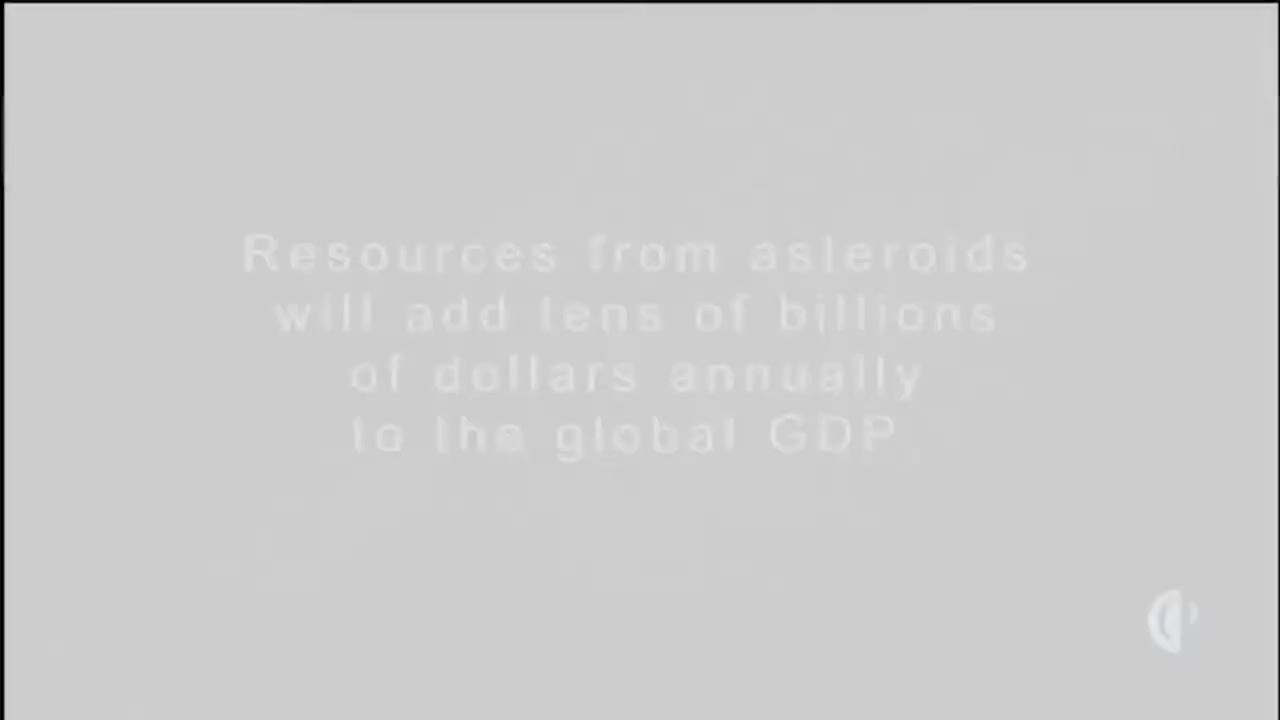 Resources from asteroids
will add tens of billions
of dollars annually
to the global GDP